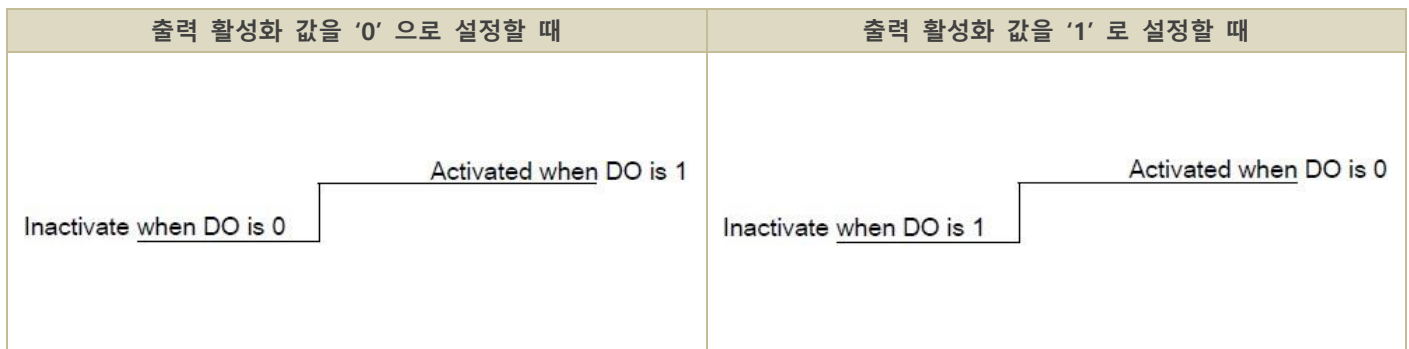 출력 활성화 값을 ‘0’ 으로 설정할 때
출력 활성화 값을 ‘1’ 로 설정할 때
Activated when DO is 1
Inactivate when DO is 0
Activated when DO is 0
Inactivate when DO is 1